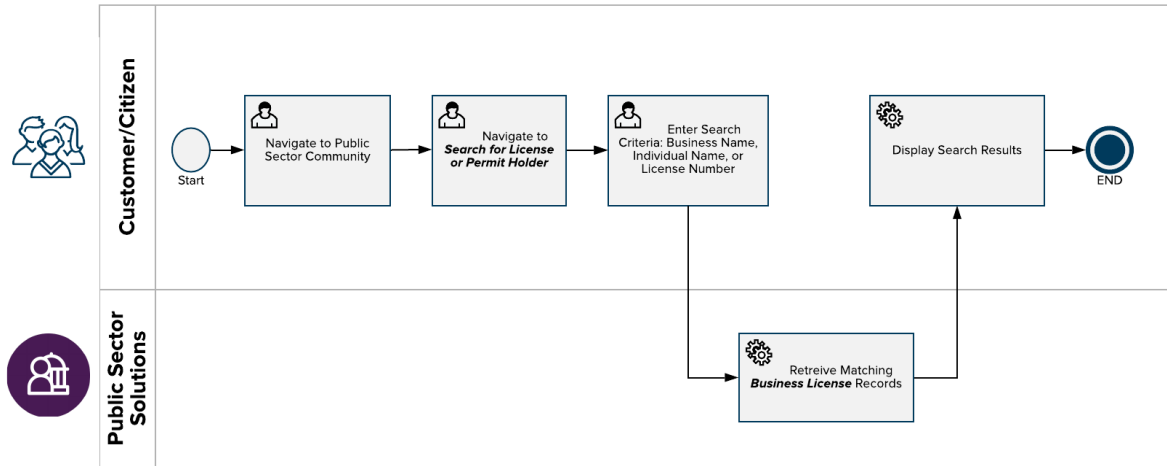 Customer/Citizen
Start
Navigate to Public
Sector Community
Navigate to
Search for License
or Permit Holder
Enter Search
Criteria: Business Name,
Individual Name, or
License Number
Display Search Results
END
Public Sector
Solutions
Retreive Matching
Business License Records